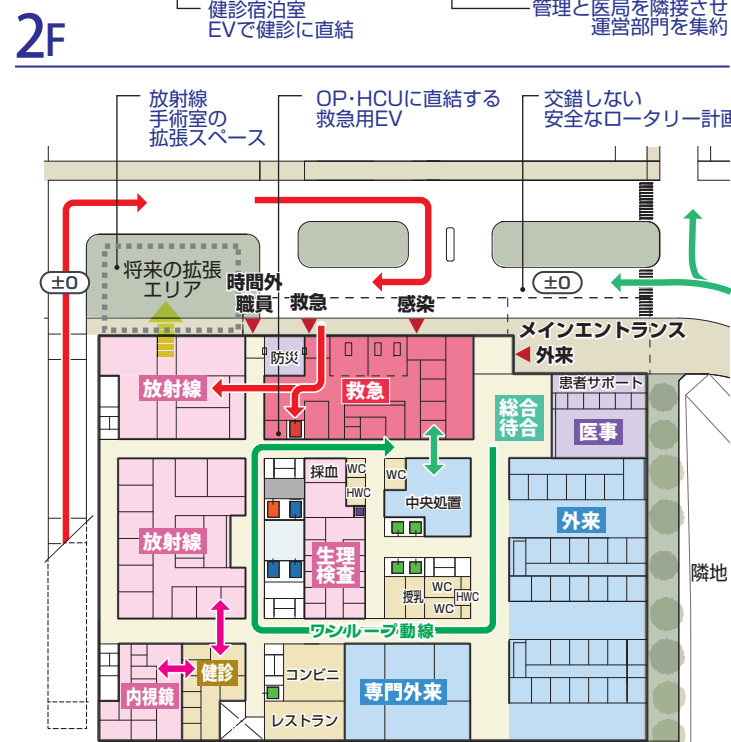 健診宿泊室
EVで健診に直結
管理と医局を隣接させ
運営部門を集約
2F
放射線
手術室の
拡張スペース
OP・HCUに直結する
救急用EV
交錯しない
安全なロータリー計画
±0
将来の拡張
エリア
時間外
職員
救急
感染
±0
メインエントランス
外来
防災
放射線
救急
患者サポート
総合
待合
医事
採血
WC
HWC
WC
中央処置
外来
放射線
生理
検査
授乳
WC
HWC
WC
隣地
ワンループ動線
健診
内視鏡
コンビニ
専門外来
レストラン